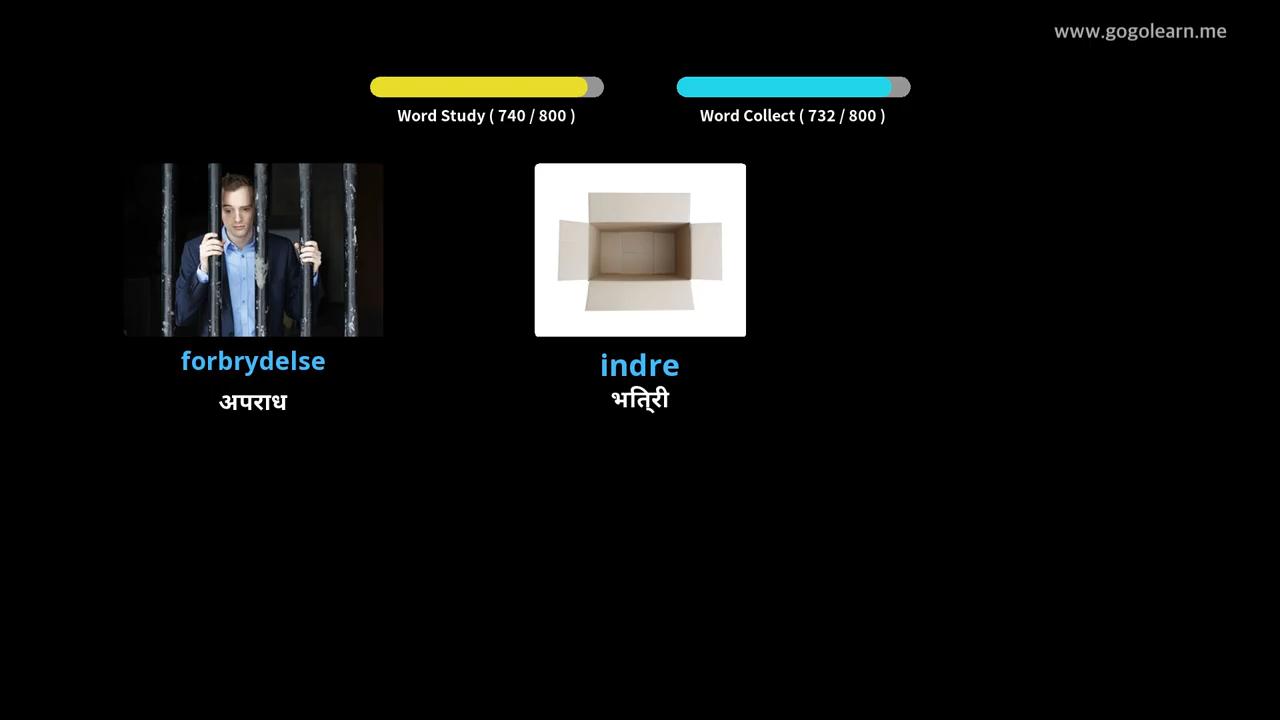 www.gogolearn.me
Word Study ( 740 / 800 )
Word Collect ( 732 / 800 )
forbrydelse
अपराध
indre
भित्री